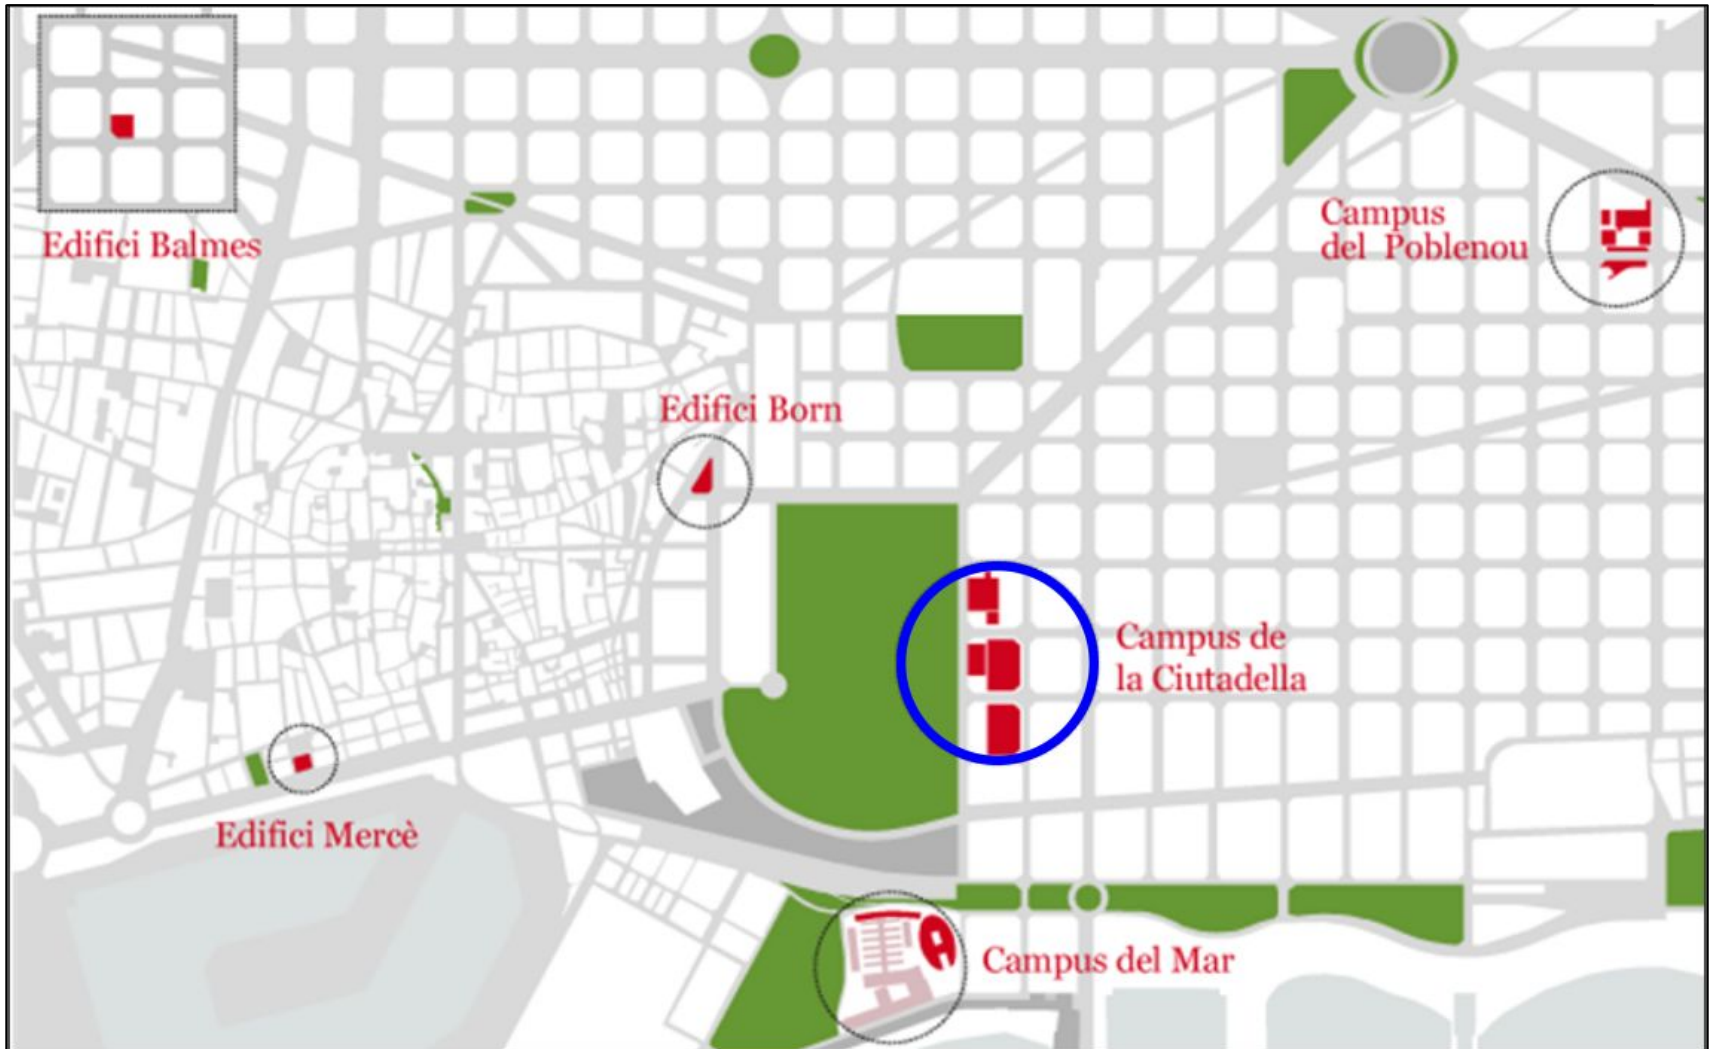 Edifici Balmes
Campus
del Poblenou
Edifici Born
Campus de
la Ciutadella
Edifici Mercè
Campus del Mar